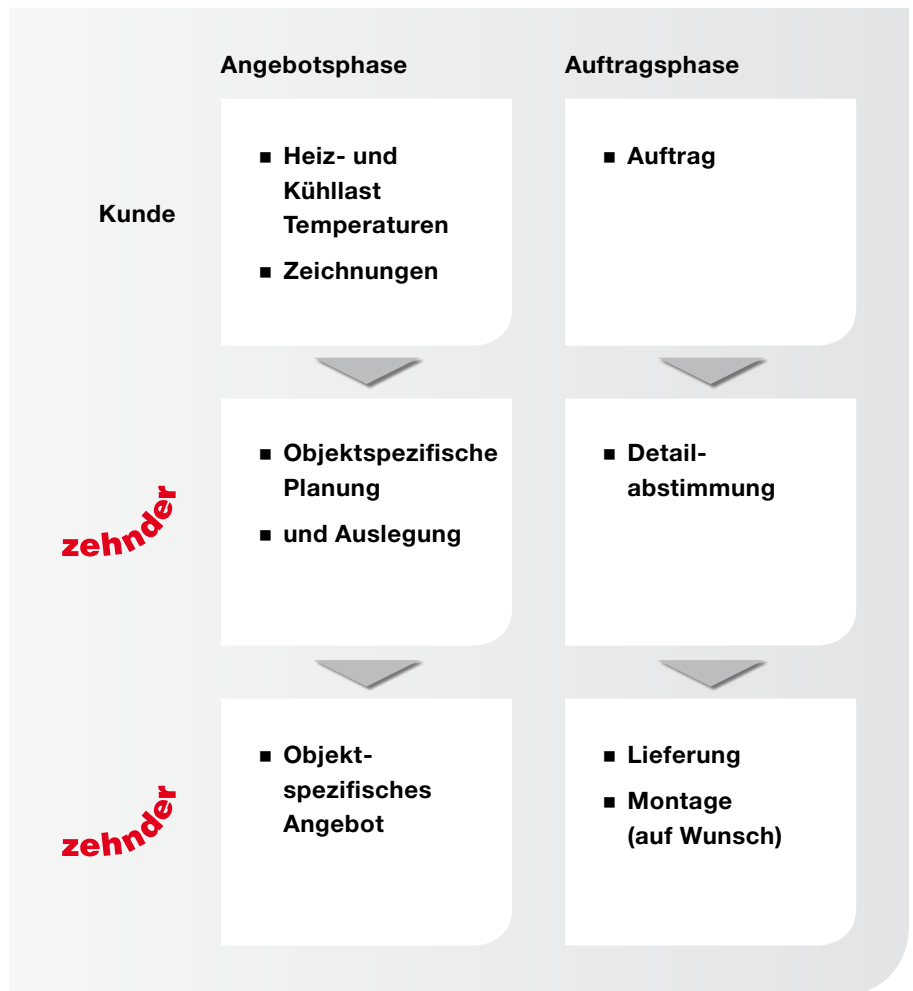 Angebotsphase
Auftragsphase
Kunde
■ Heiz- und
Kühllast
Temperaturen
■ Zeichnungen
■ Auftrag
zehnder
■ Objektspezifische
Planung
■ und Auslegung
■ Detail-
abstimmung
zehnder
■ Objekt-
spezifisches
Angebot
■ Lieferung
■ Montage
(auf Wunsch)